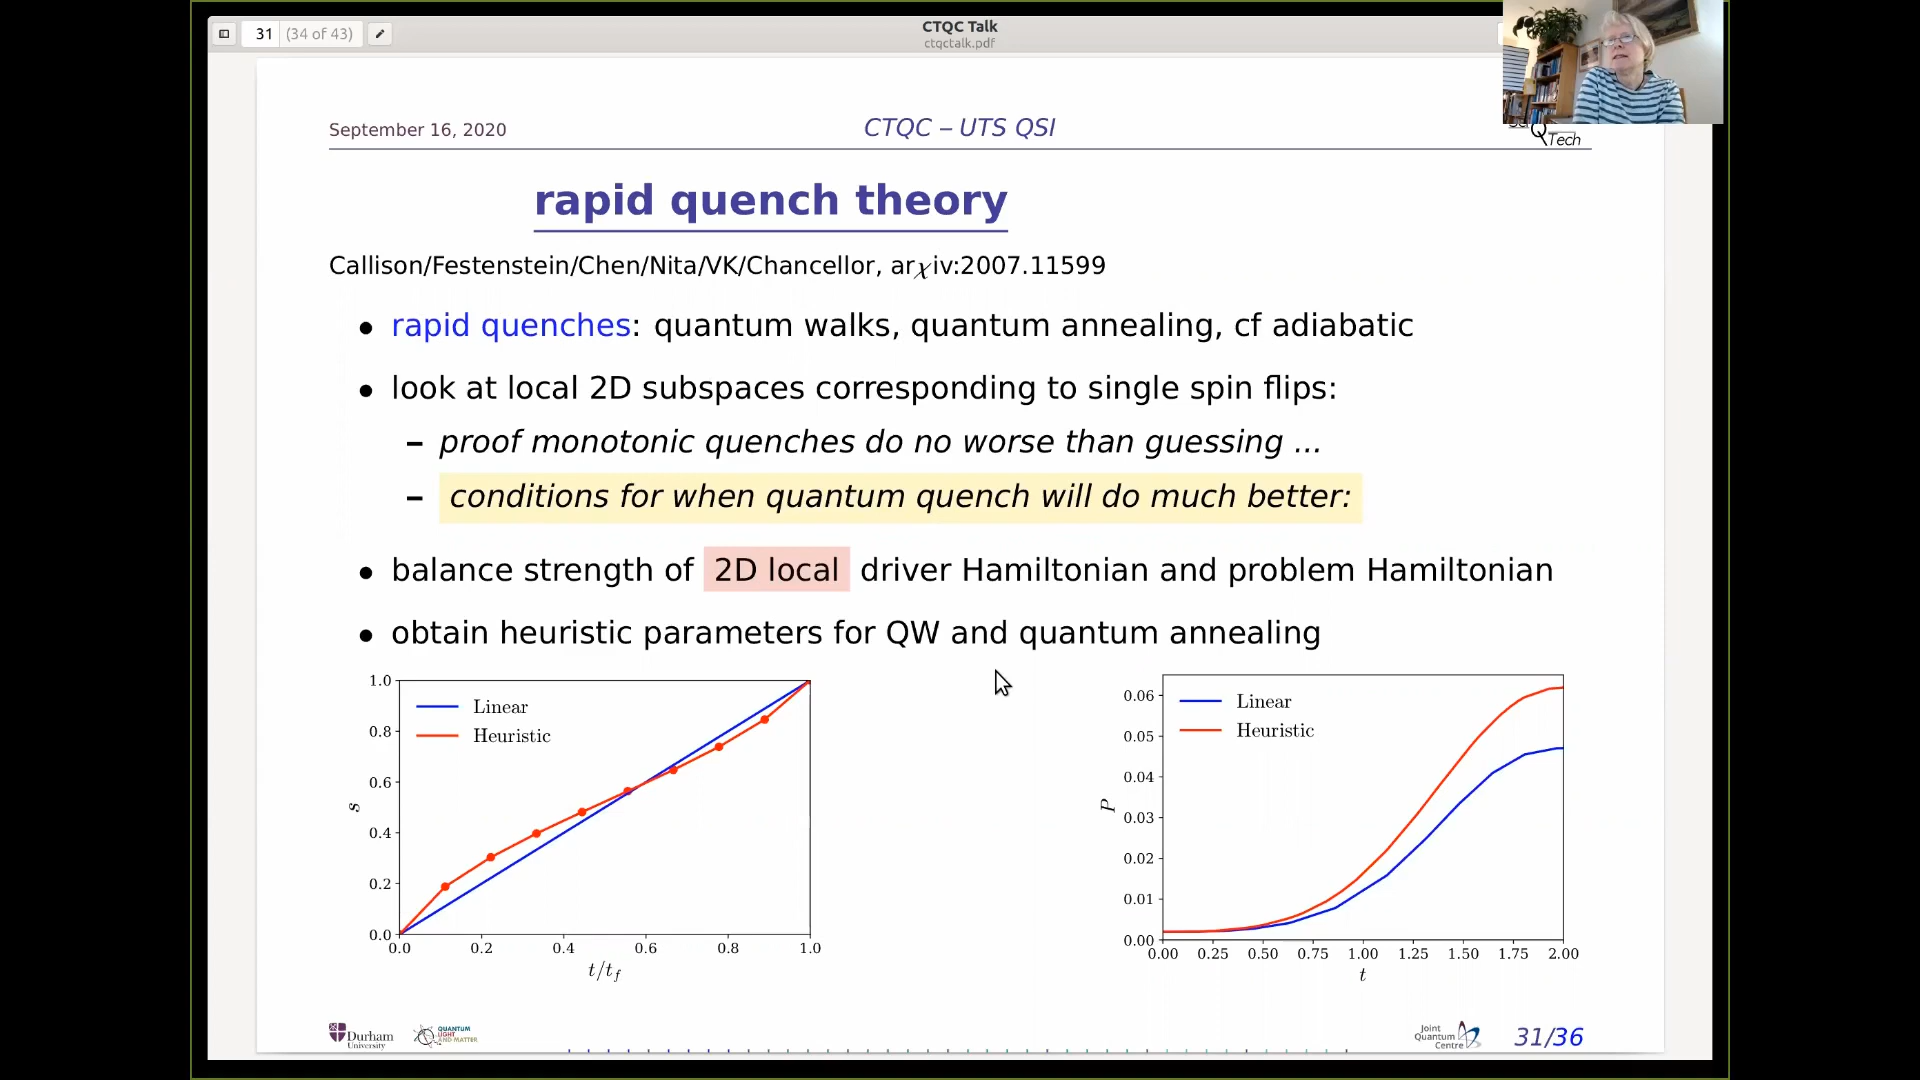 31 (34 of 43)
CTQC Talk
ctqctalk.pdf
September 16, 2020
CTQC – UTS QSI
Tech
rapid quench theory
Callison/Festenstein/Chen/Nita/VK/Chancellor, arχiv:2007.11599
• rapid quenches: quantum walks, quantum annealing, cf adiabatic
• look at local 2D subspaces corresponding to single spin flips:
– proof monotonic quenches do no worse than guessing ...
– conditions for when quantum quench will do much better:
• balance strength of 2D local driver Hamiltonian and problem Hamiltonian
• obtain heuristic parameters for QW and quantum annealing
1.0
0.8
0.6
0.4
0.2
0.0
s
Linear
Heuristic
0.0 0.2 0.4 0.6 0.8 1.0
t/t_f
0.06
0.05
0.04
0.03
0.02
0.01
0.00
P
Linear
Heuristic
0.00 0.25 0.50 0.75 1.00 1.25 1.50 1.75 2.00
t
Durham
University
QUANTUM
LIGHT
AND MATTER
Joint
Quantum
Centre
31/36